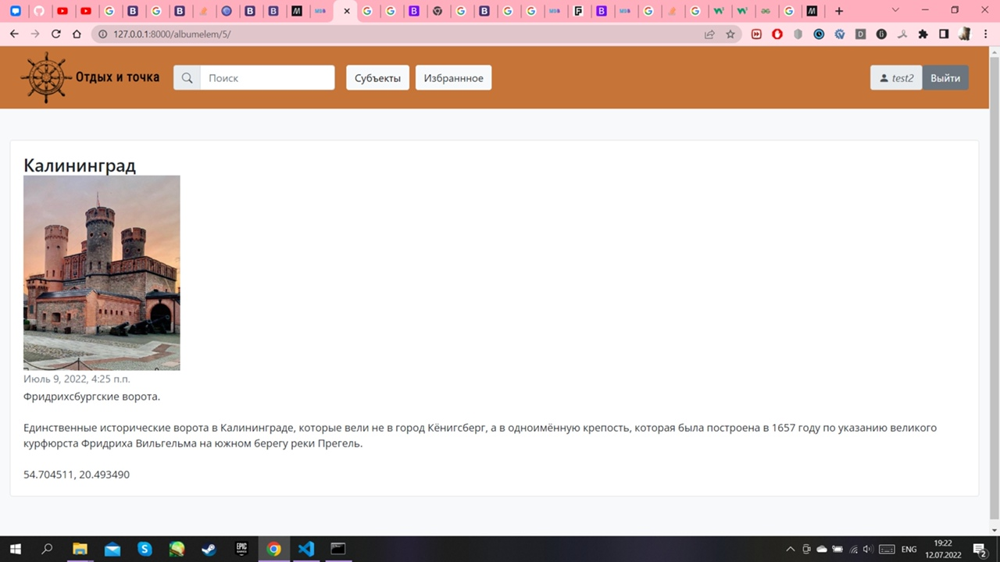 127.0.0.1:8000/albumelem/5/
Отдых и точка
Поиск
Субъекты
Избраннное
test2
Выйти
Калининград
Июль 9, 2022, 4:25 п.п.
Фридрихсбургские ворота.
Единственные исторические ворота в Калининграде, которые вели не в город Кёнигсберг, а в одноимённую крепость, которая была построена в 1657 году по указанию великого
курфюрста Фридриха Вильгельма на южном берегу реки Прегель.
54.704511, 20.493490
EPIC
ENG
19:22
12.07.2022
2